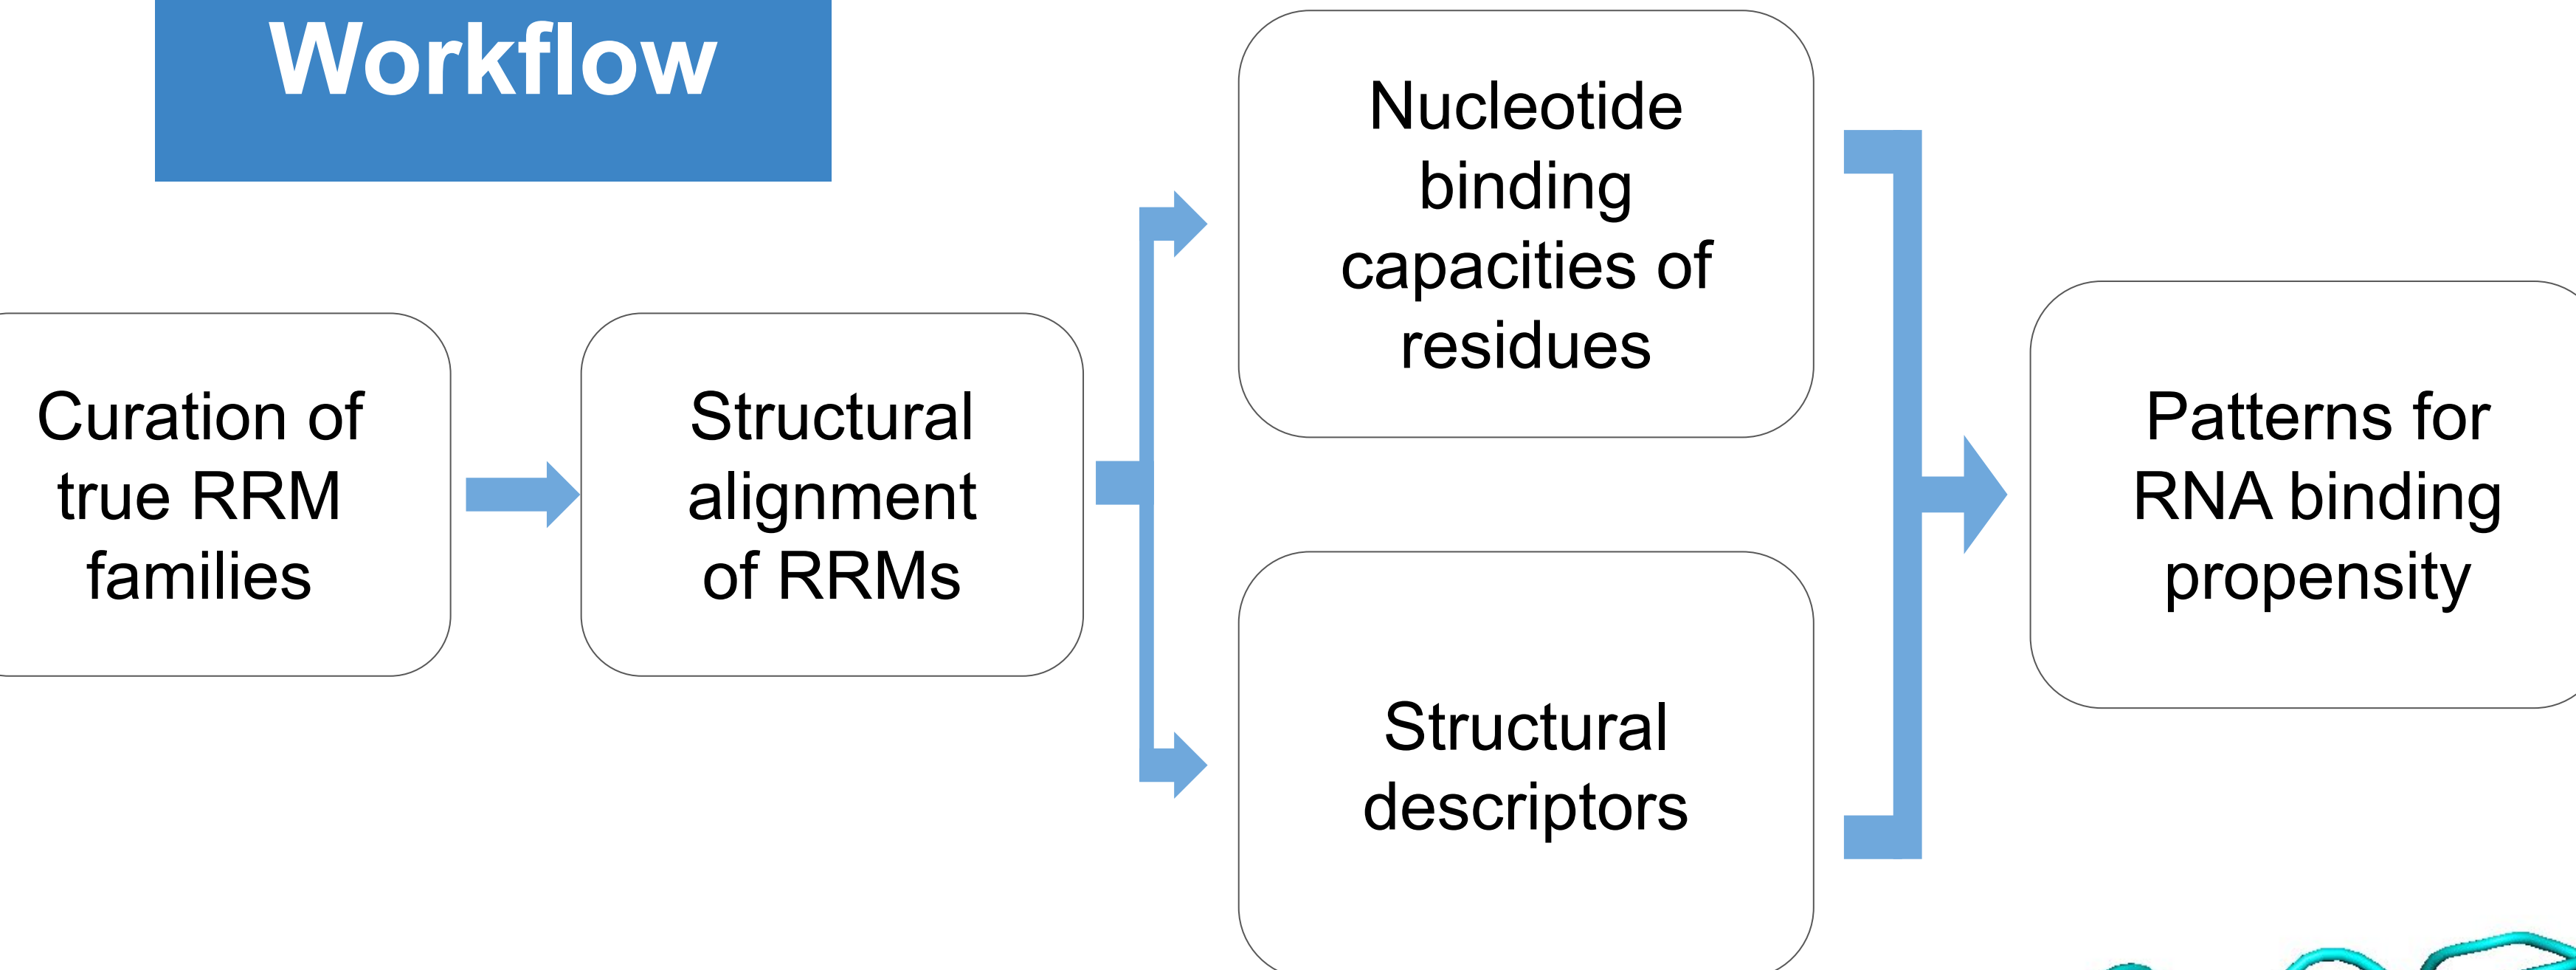 Workflow
Curation of
true RRM
families
Structural
alignment
of RRMs
Nucleotide
binding
capacities of
residues
Structural
descriptors
Patterns for
RNA binding
propensity